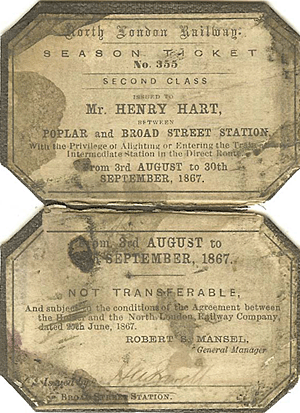 North London Railway.
SEASON TICKET
No. 355
SECOND CLASS
ISSUED TO
Mr. HENRY HART,
BETWEEN
POPLAR and BROAD STREET STATION,
With the Privilege of Alighting or Entering the Train at
Intermediate Station in the Direct Route
From 3rd AUGUST to 30th
SEPTEMBER, 1867.
From 3rd AUGUST to
SEPTEMBER, 1867.
NOT TRANSFERABLE,
And subject to the conditions of the Agreement between
the Holder and the North London Railway Company,
dated 25th June, 1867.
ROBERT S. MANSEL,
General Manager
Issued by
BROAD STREET STATION.